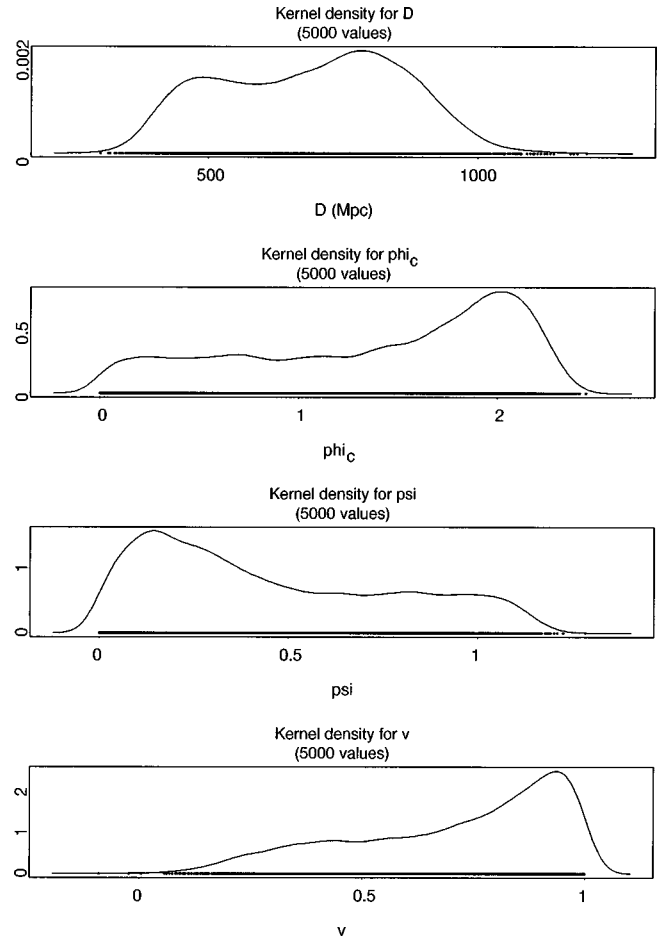 Kernel density for D
(5000 values)
0.002
0
500
1000
D (Mpc)
Kernel density for phi_c
(5000 values)
0.5
0
0
1
2
phi_c
Kernel density for psi
(5000 values)
1
0
0
0.5
1
psi
Kernel density for v
(5000 values)
2
1
0
0
0.5
1
v